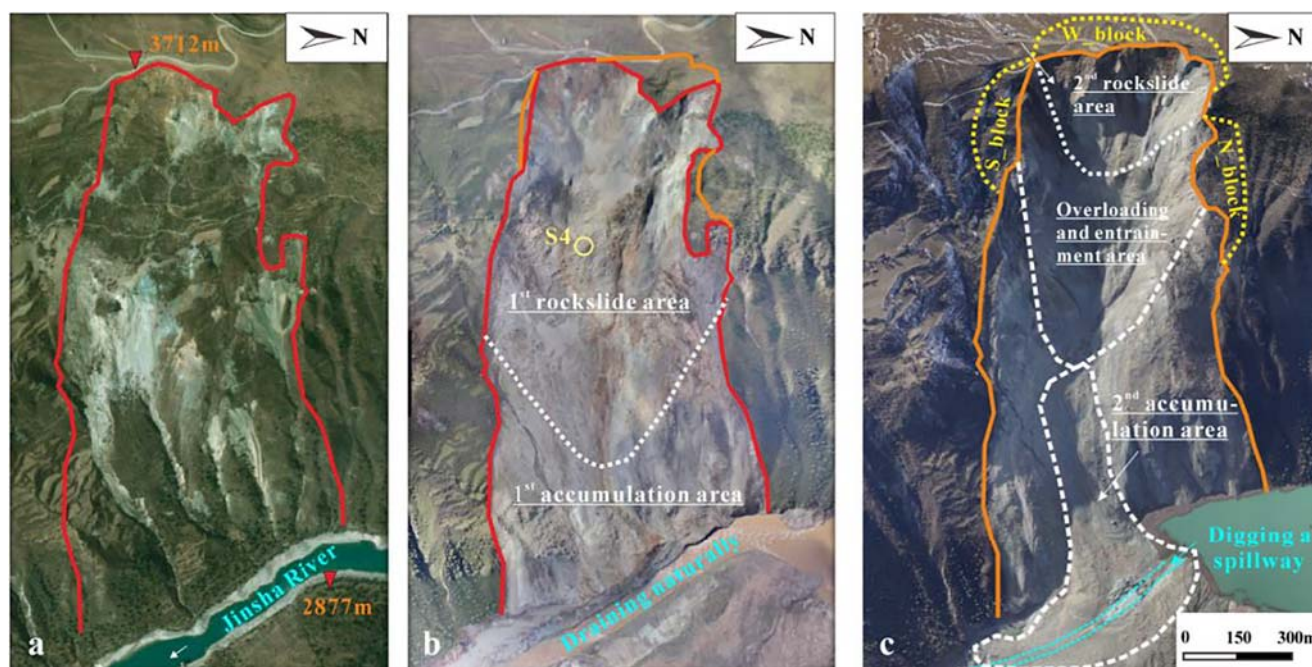 N
3712m
Jinsha River
2877m
a
N
S4
1st rockslide area
1st accumulation area
Draining naturally
b
N
W_block
S_block
N_block
2nd rockslide
area
Overloading
and entrain-
ment area
2nd accumu-
lation area
Digging a
spillway
0 150 300m
c